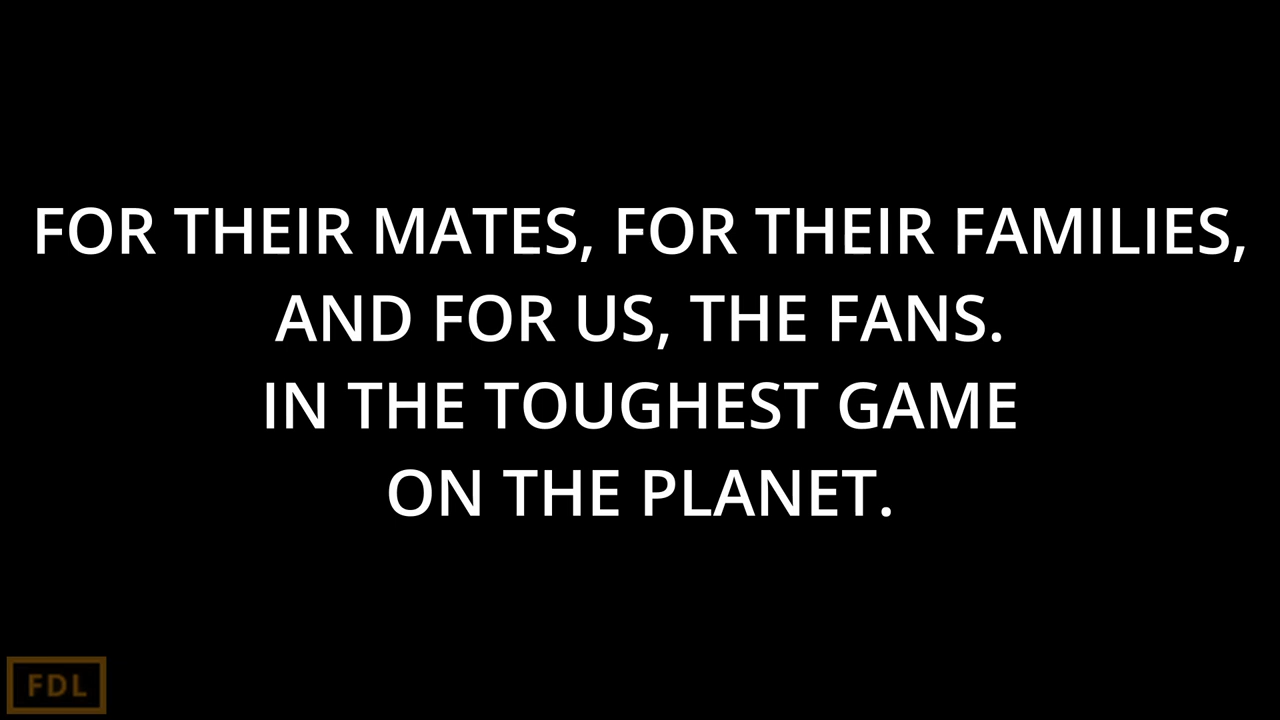 FOR THEIR MATES, FOR THEIR FAMILIES,
AND FOR US, THE FANS.
IN THE TOUGHEST GAME
ON THE PLANET.
FDL